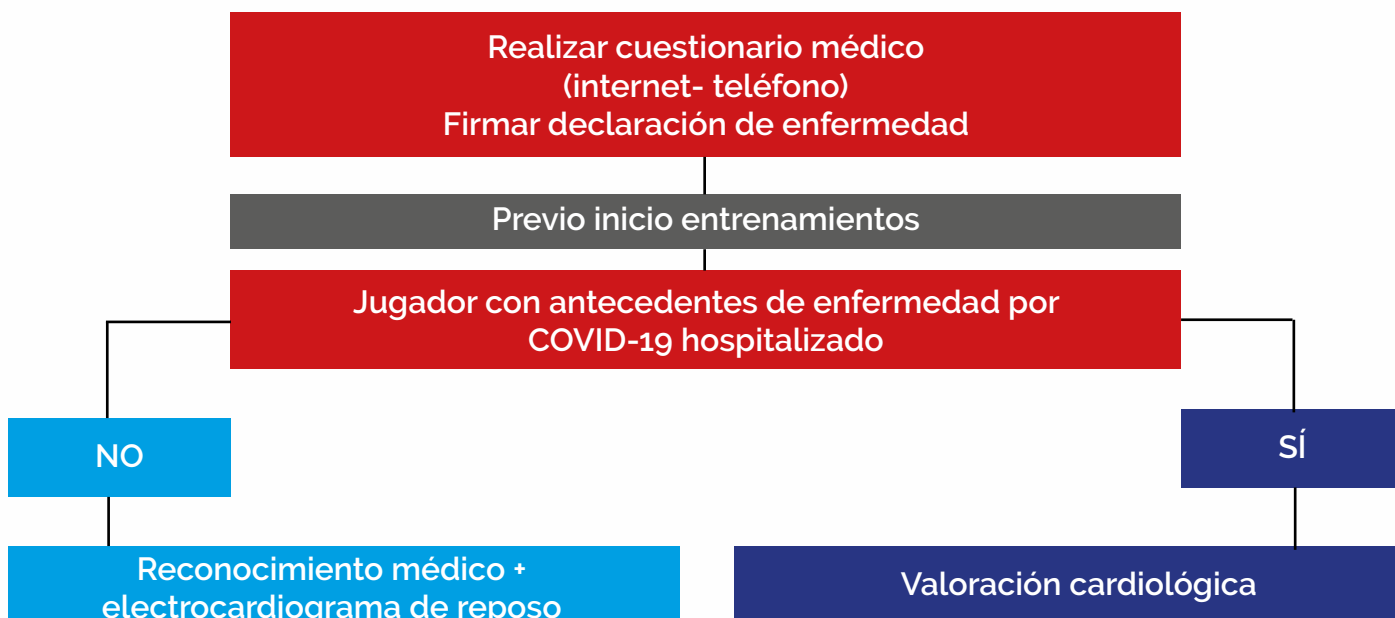 Realizar cuestionario médico
(internet- teléfono)
Firmar declaración de enfermedad
Previo inicio entrenamientos
Jugador con antecedentes de enfermedad por
COVID-19 hospitalizado
NO
SÍ
Reconocimiento médico +
electrocardiograma de reposo
Valoración cardiológica